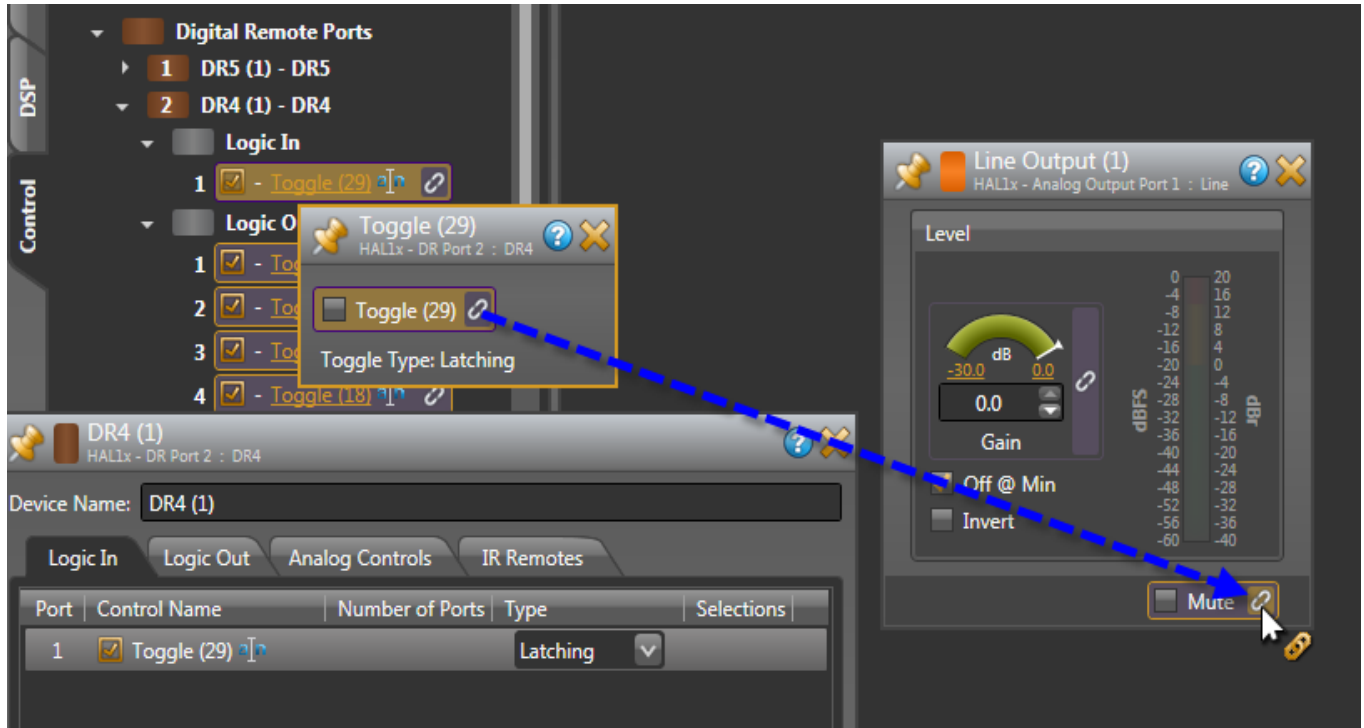 DSP
Control
Digital Remote Ports
1 DR5 (1) - DR5
2 DR4 (1) - DR4
Logic In
1 - Toggle (29)
Logic O
1 - Tog
2 - Tog
3 - Tog
4 - Toggle (18)
Toggle (29)
HAL1x - DR Port 2 : DR4
Toggle (29)
Toggle Type: Latching
DR4 (1)
HAL1x - DR Port 2 : DR4
Device Name: DR4 (1)
Logic In Logic Out Analog Controls IR Remotes
Port Control Name Number of Ports Type Selections
1 Toggle (29) Latching
Line Output (1)
HAL1x - Analog Output Port 1 : Line
Level
dB
-30.0 0.0
0.0
Gain
Off @ Min
Invert
dBFS
0 20
-4 16
-8 12
-12 8
-16 4
-20 0
-24 -4
-28 -8
-32 -12
-36 -16
-40 -20
-44 -24
-48 -28
-52 -32
-56 -36
-60 -40
dBr
Mute